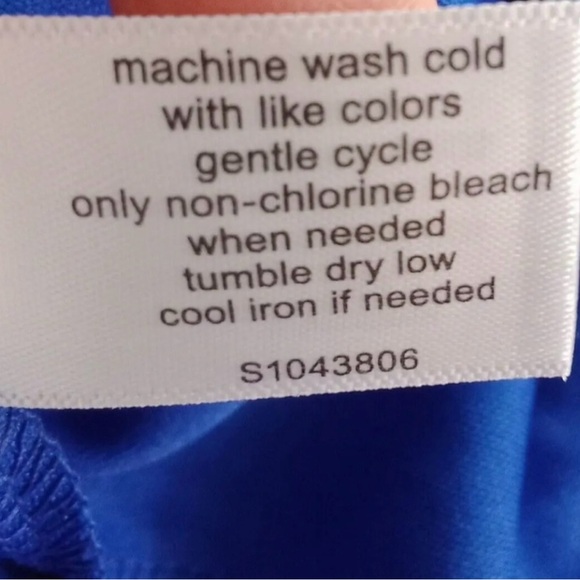 machine wash cold
with like colors
gentle cycle
only non-chlorine bleach
when needed
tumble dry low
cool iron if needed
S1043806